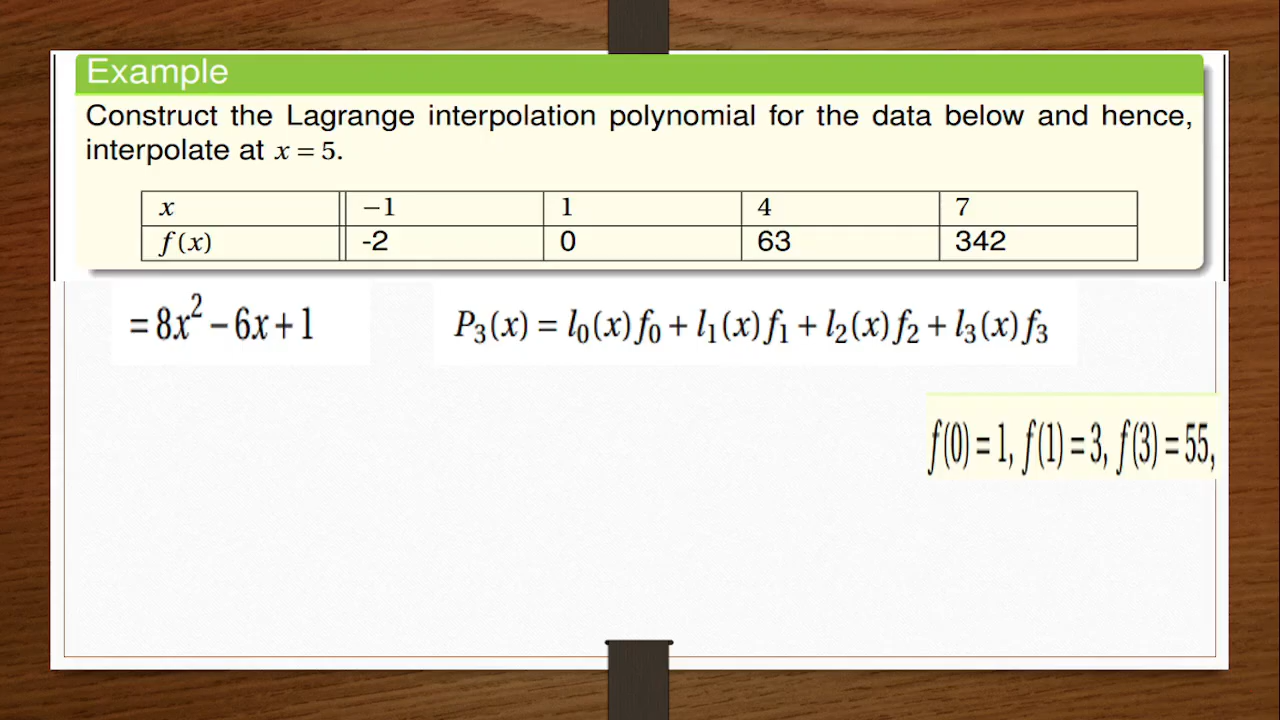 Example
Construct the Lagrange interpolation polynomial for the data below and hence,
interpolate at x = 5.
x −1 1 4 7
f(x) -2 0 63 342
= 8x² − 6x + 1
P₃(x) = l₀(x)f₀ + l₁(x)f₁ + l₂(x)f₂ + l₃(x)f₃
f(0) = 1, f(1) = 3, f(3) = 55,